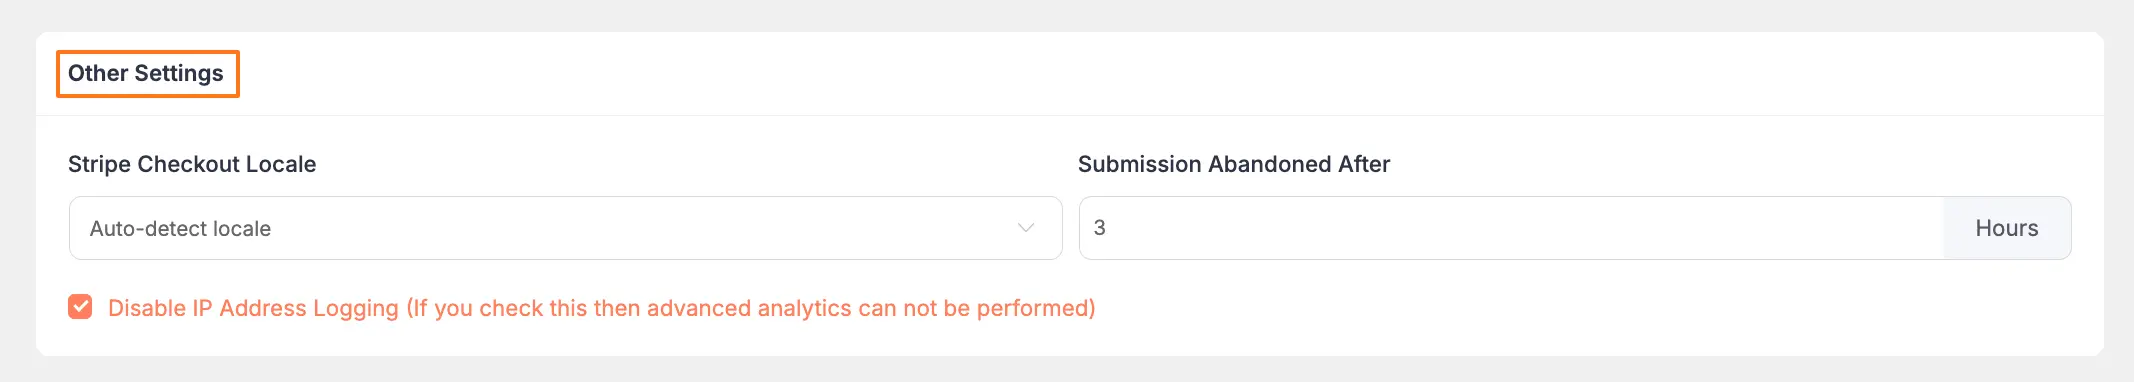 Other Settings
Stripe Checkout Locale
Submission Abandoned After
Auto-detect locale
3
Hours
Disable IP Address Logging (If you check this then advanced analytics can not be performed)